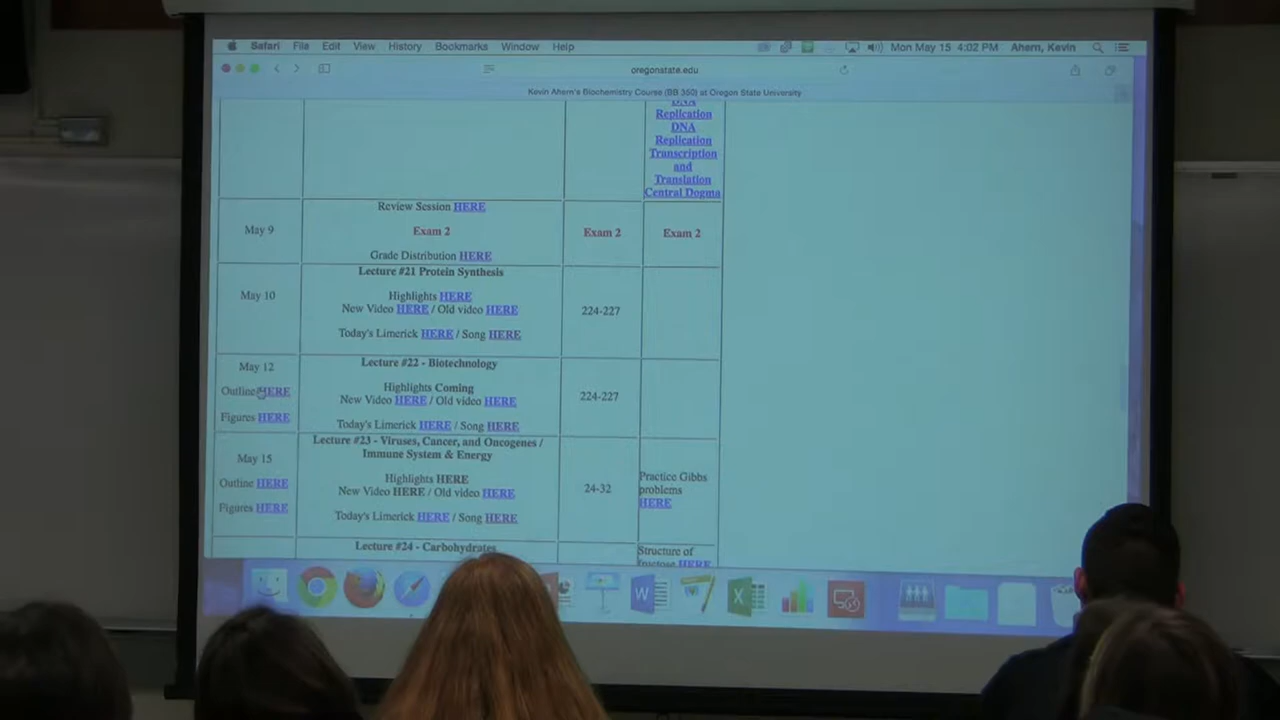 Safari File Edit View History Bookmarks Window Help Mon May 15 4:02 PM Ahern, Kevin
oregonstate.edu
Kevin Ahern's Biochemistry Course (BB 350) at Oregon State University
DNA
Replication
DNA
Replication
Transcription
and
Translation
Central Dogma
May 9
Review Session HERE
Exam 2
Grade Distribution HERE
Exam 2
Exam 2
May 10
Lecture #21 Protein Synthesis
Highlights HERE
New Video HERE / Old video HERE
Today's Limerick HERE / Song HERE
224-227
May 12
Outline HERE
Figures HERE
Lecture #22 - Biotechnology
Highlights Coming
New Video HERE / Old video HERE
Today's Limerick HERE / Song HERE
224-227
May 15
Outline HERE
Figures HERE
Lecture #23 - Viruses, Cancer, and Oncogenes /
Immune System & Energy
Highlights HERE
New Video HERE / Old video HERE
Today's Limerick HERE / Song HERE
24-32
Practice Gibbs
problems
HERE
Lecture #24 - Carbohydrates
Structure of
fructose HERE
W
X